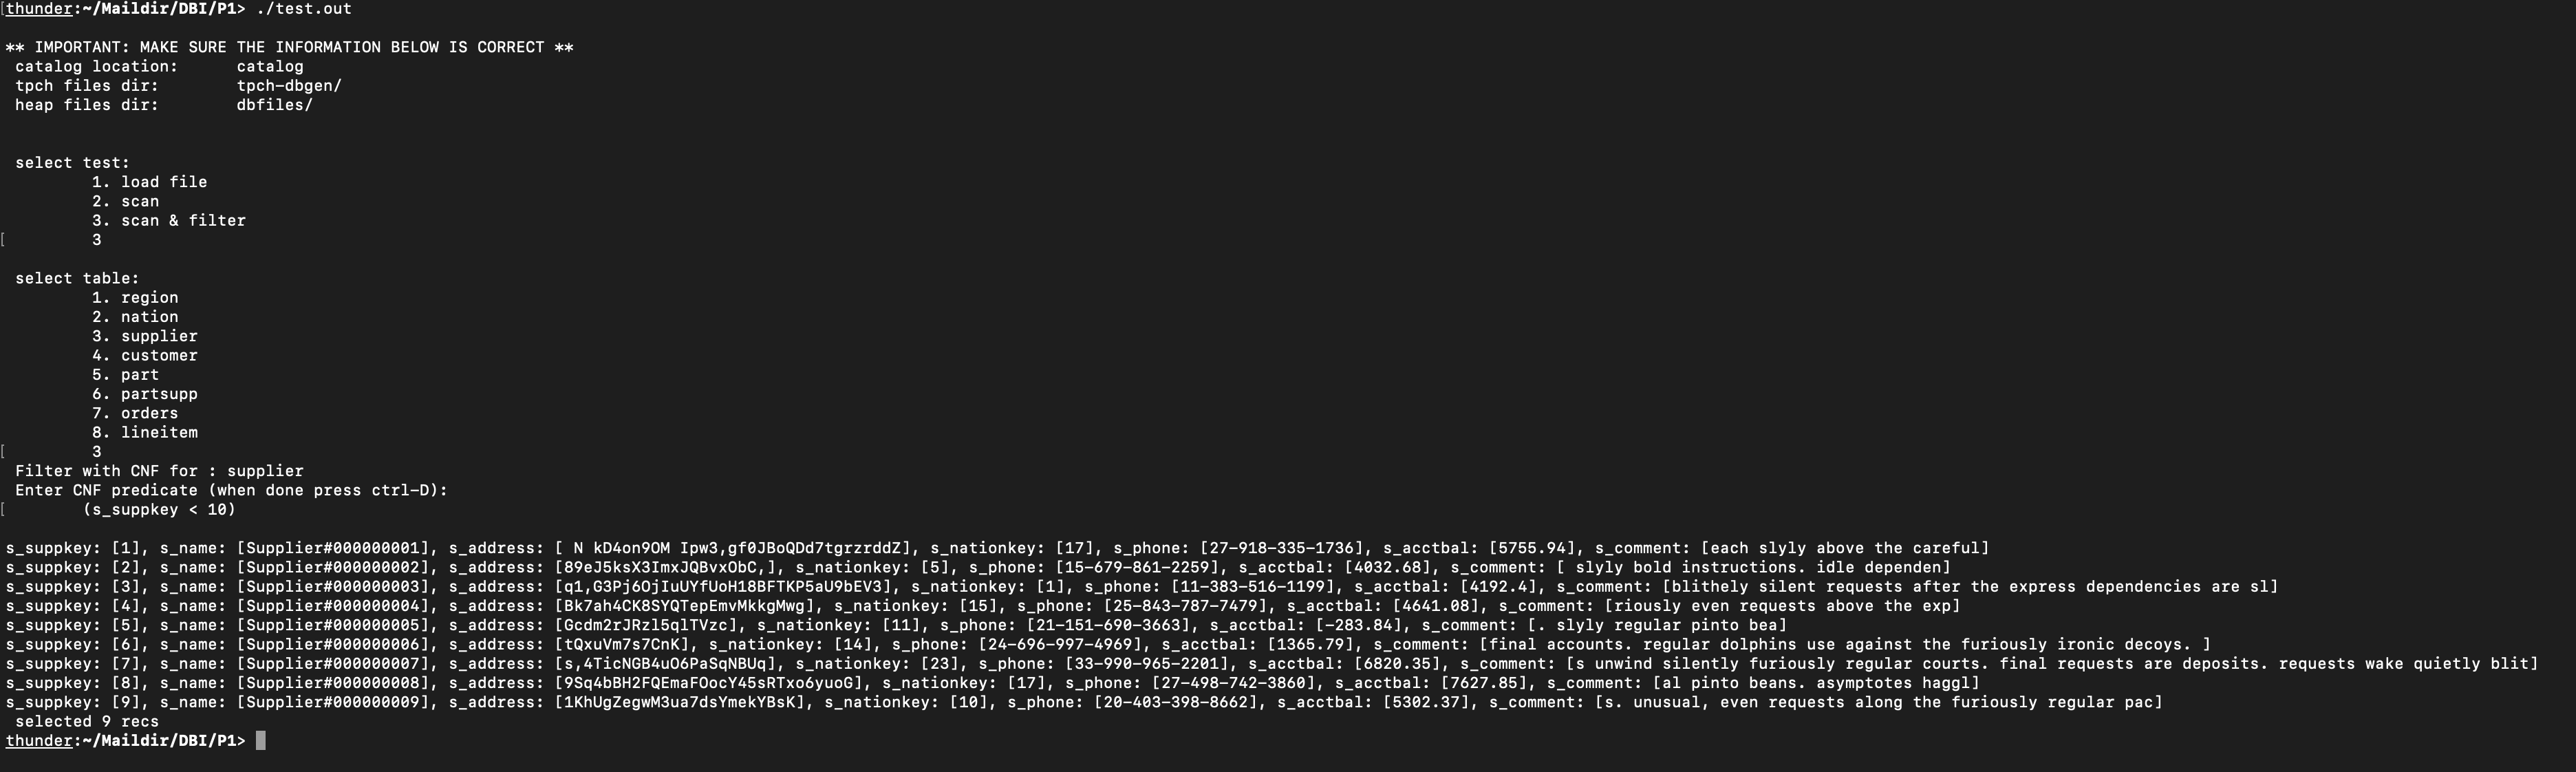 thunder:~/Maildir/DBI/P1> ./test.out
** IMPORTANT: MAKE SURE THE INFORMATION BELOW IS CORRECT **
catalog location: catalog
tpch files dir: tpch-dbgen/
heap files dir: dbfiles/
select test:
1. load file
2. scan
3. scan & filter
3
select table:
1. region
2. nation
3. supplier
4. customer
5. part
6. partsupp
7. orders
8. lineitem
3
Filter with CNF for : supplier
Enter CNF predicate (when done press ctrl-D):
(s_suppkey < 10)
s_suppkey: [1], s_name: [Supplier#000000001], s_address: [ N kD4on9OM Ipw3,gf0JBoQDd7tgrzrddZ], s_nationkey: [17], s_phone: [27-918-335-1736], s_acctbal: [5755.94], s_comment: [each slyly above the careful]
s_suppkey: [2], s_name: [Supplier#000000002], s_address: [89eJ5ksX3ImxJQBvxObC,], s_nationkey: [5], s_phone: [15-679-861-2259], s_acctbal: [4032.68], s_comment: [ slyly bold instructions. idle dependen]
s_suppkey: [3], s_name: [Supplier#000000003], s_address: [q1,G3Pj6OjIuUYfUoH18BFTKP5aU9bEV3], s_nationkey: [1], s_phone: [11-383-516-1199], s_acctbal: [4192.4], s_comment: [blithely silent requests after the express dependencies are sl]
s_suppkey: [4], s_name: [Supplier#000000004], s_address: [Bk7ah4CK8SYQTepEmvMkkgMwg], s_nationkey: [15], s_phone: [25-843-787-7479], s_acctbal: [4641.08], s_comment: [riously even requests above the exp]
s_suppkey: [5], s_name: [Supplier#000000005], s_address: [Gcdm2rJRzl5qlTVzc], s_nationkey: [11], s_phone: [21-151-690-3663], s_acctbal: [-283.84], s_comment: [. slyly regular pinto bea]
s_suppkey: [6], s_name: [Supplier#000000006], s_address: [tQxuVm7s7CnK], s_nationkey: [14], s_phone: [24-696-997-4969], s_acctbal: [1365.79], s_comment: [final accounts. regular dolphins use against the furiously ironic decoys. ]
s_suppkey: [7], s_name: [Supplier#000000007], s_address: [s,4TicNGB4uO6PaSqNBUq], s_nationkey: [23], s_phone: [33-990-965-2201], s_acctbal: [6820.35], s_comment: [s unwind silently furiously regular courts. final requests are deposits. requests wake quietly blit]
s_suppkey: [8], s_name: [Supplier#000000008], s_address: [9Sq4bBH2FQEmaFOocY45sRTxo6yuoG], s_nationkey: [17], s_phone: [27-498-742-3860], s_acctbal: [7627.85], s_comment: [al pinto beans. asymptotes haggl]
s_suppkey: [9], s_name: [Supplier#000000009], s_address: [1KhUgZegwM3ua7dsYmekYBsK], s_nationkey: [10], s_phone: [20-403-398-8662], s_acctbal: [5302.37], s_comment: [s. unusual, even requests along the furiously regular pac]
selected 9 recs
thunder:~/Maildir/DBI/P1>